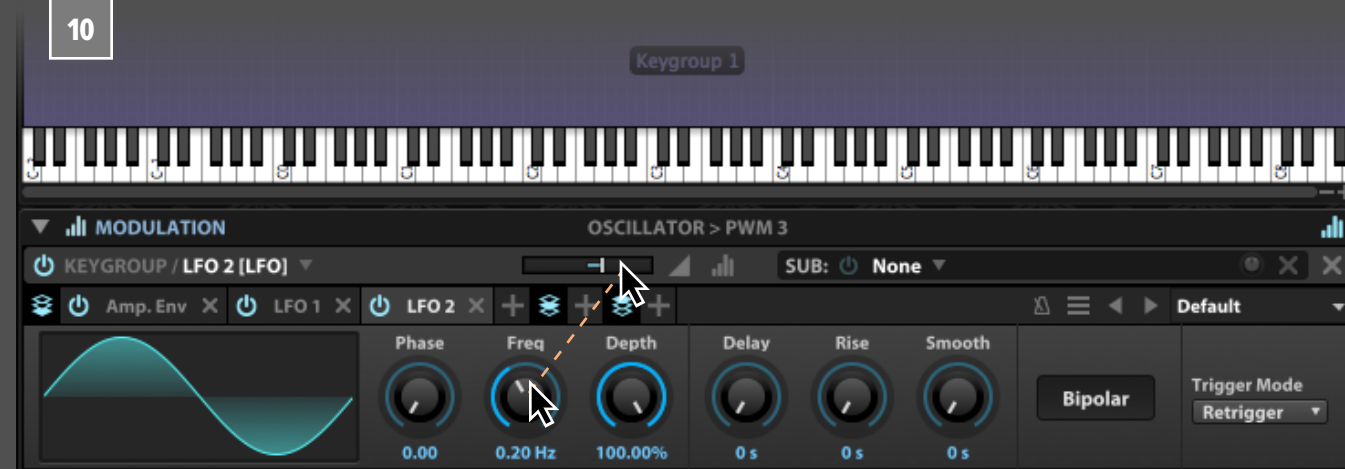 10
Keygroup 1
MODULATION OSCILLATOR > PWM 3
KEYGROUP / LFO 2 [LFO] SUB: None
Amp. Env LFO 1 LFO 2 Default
Phase Freq Depth Delay Rise Smooth
Trigger Mode
Bipolar
Retrigger
0.00 0.20 Hz 100.00% 0 s 0 s 0 s